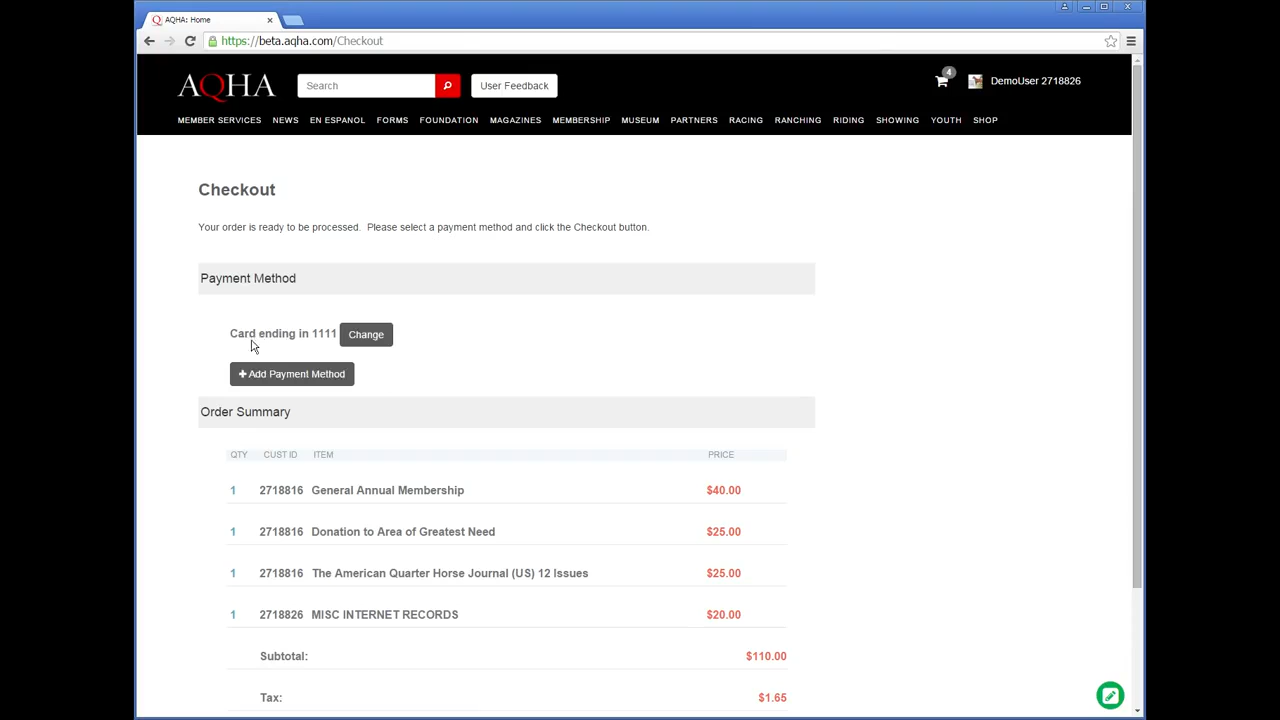 AQHA: Home
https://beta.aqha.com/Checkout
AQHA
Search
User Feedback
4
DemoUser 2718826
MEMBER SERVICES NEWS EN ESPANOL FORMS FOUNDATION MAGAZINES MEMBERSHIP MUSEUM PARTNERS RACING RANCHING RIDING SHOWING YOUTH SHOP
Checkout
Your order is ready to be processed. Please select a payment method and click the Checkout button.
Payment Method
Card ending in 1111 Change
+ Add Payment Method
Order Summary
QTY CUST ID ITEM PRICE
1 2718816 General Annual Membership $40.00
1 2718816 Donation to Area of Greatest Need $25.00
1 2718816 The American Quarter Horse Journal (US) 12 Issues $25.00
1 2718826 MISC INTERNET RECORDS $20.00
Subtotal: $110.00
Tax: $1.65